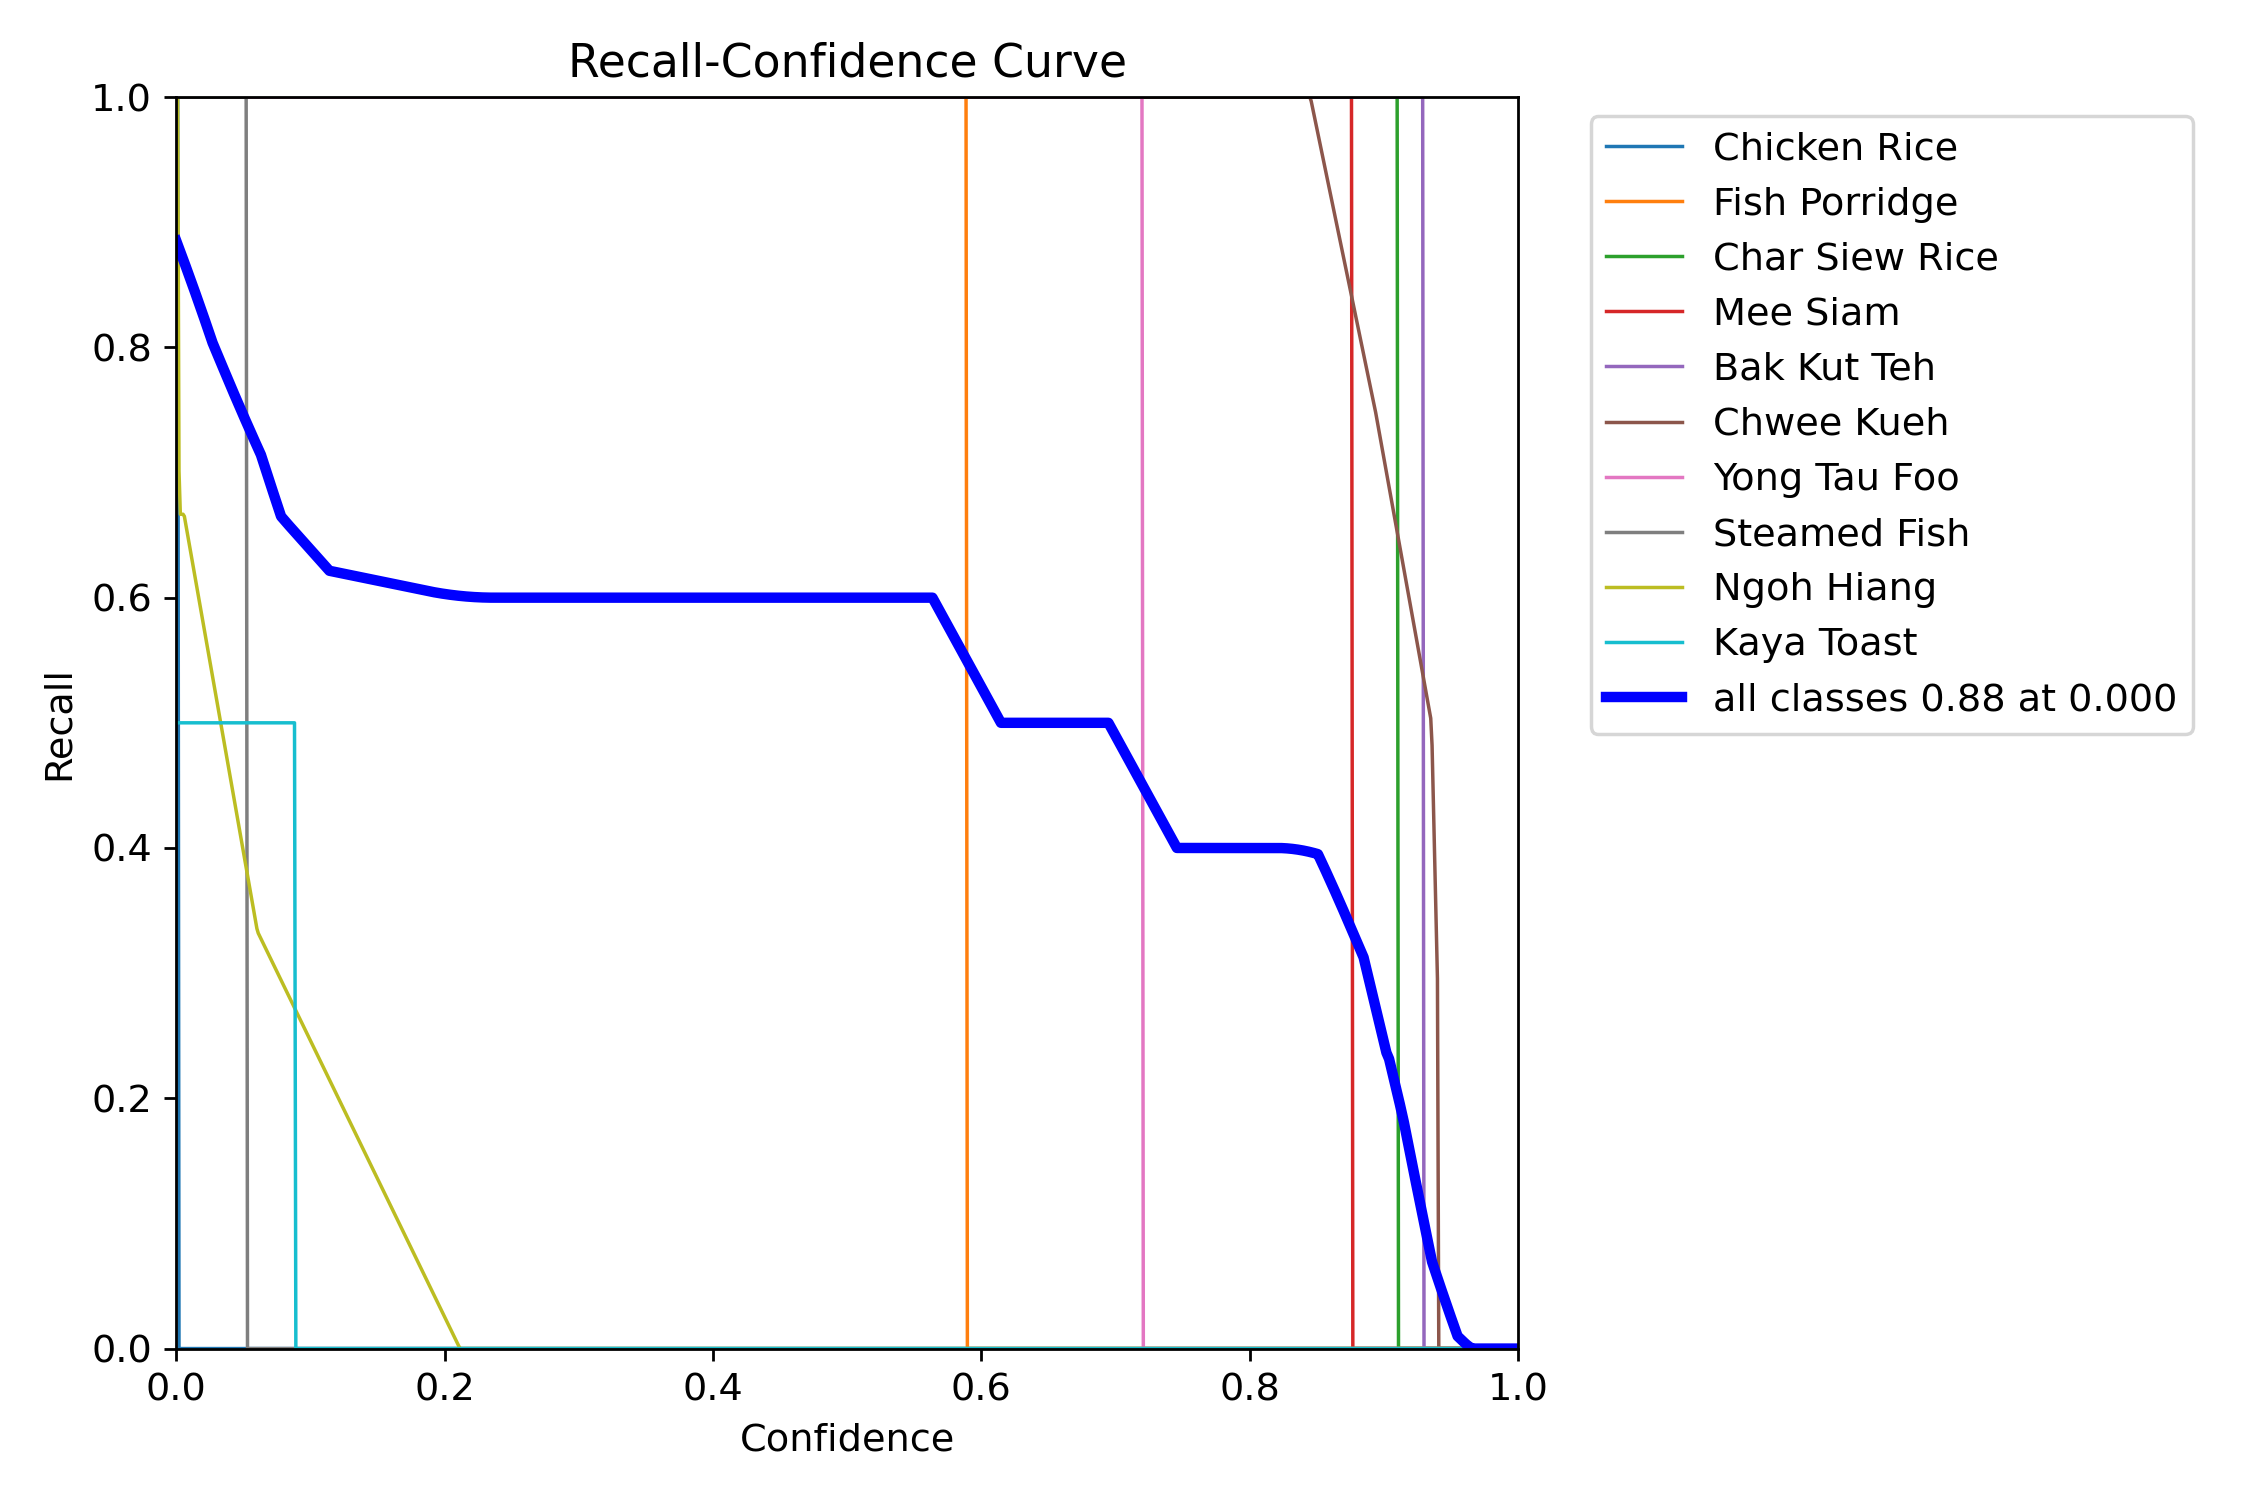 Recall-Confidence Curve
1.0
0.8
0.6
0.4
0.2
0.0
Recall
0.0 0.2 0.4 0.6 0.8 1.0
Confidence
Chicken Rice
Fish Porridge
Char Siew Rice
Mee Siam
Bak Kut Teh
Chwee Kueh
Yong Tau Foo
Steamed Fish
Ngoh Hiang
Kaya Toast
all classes 0.88 at 0.000